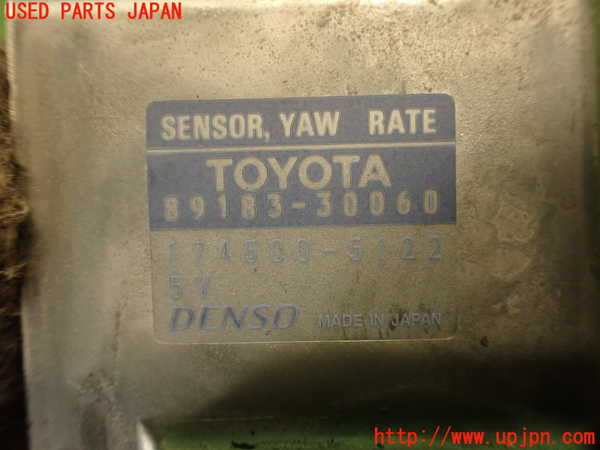 USED PARTS JAPAN
SENSOR, YAW RATE
TOYOTA
89183-30060
174500-5122
5V
DENSO MADE IN JAPAN
http://www.upjpn.com